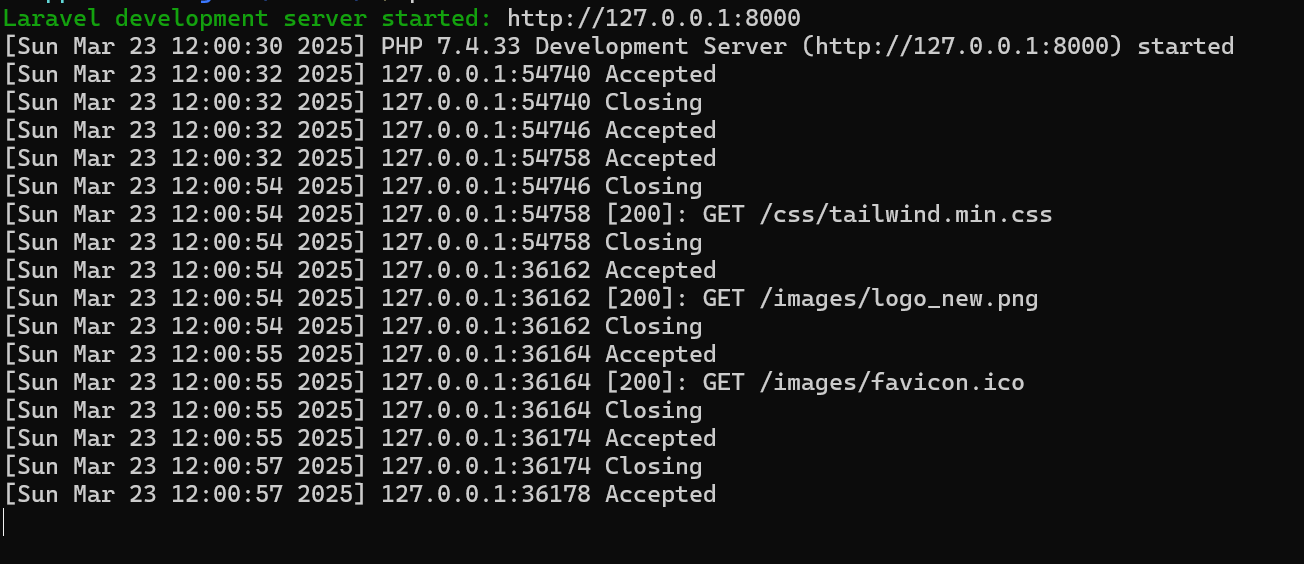 Laravel development server started: http://127.0.0.1:8000
[Sun Mar 23 12:00:30 2025] PHP 7.4.33 Development Server (http://127.0.0.1:8000) started
[Sun Mar 23 12:00:32 2025] 127.0.0.1:54740 Accepted
[Sun Mar 23 12:00:32 2025] 127.0.0.1:54740 Closing
[Sun Mar 23 12:00:32 2025] 127.0.0.1:54746 Accepted
[Sun Mar 23 12:00:32 2025] 127.0.0.1:54758 Accepted
[Sun Mar 23 12:00:54 2025] 127.0.0.1:54746 Closing
[Sun Mar 23 12:00:54 2025] 127.0.0.1:54758 [200]: GET /css/tailwind.min.css
[Sun Mar 23 12:00:54 2025] 127.0.0.1:54758 Closing
[Sun Mar 23 12:00:54 2025] 127.0.0.1:36162 Accepted
[Sun Mar 23 12:00:54 2025] 127.0.0.1:36162 [200]: GET /images/logo_new.png
[Sun Mar 23 12:00:54 2025] 127.0.0.1:36162 Closing
[Sun Mar 23 12:00:55 2025] 127.0.0.1:36164 Accepted
[Sun Mar 23 12:00:55 2025] 127.0.0.1:36164 [200]: GET /images/favicon.ico
[Sun Mar 23 12:00:55 2025] 127.0.0.1:36164 Closing
[Sun Mar 23 12:00:55 2025] 127.0.0.1:36174 Accepted
[Sun Mar 23 12:00:57 2025] 127.0.0.1:36174 Closing
[Sun Mar 23 12:00:57 2025] 127.0.0.1:36178 Accepted